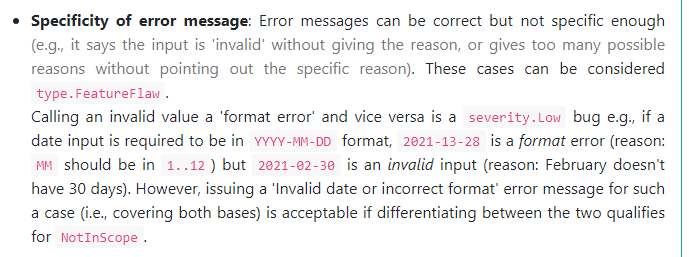 • Specificity of error message: Error messages can be correct but not specific enough
(e.g., it says the input is 'invalid' without giving the reason, or gives too many possible
reasons without pointing out the specific reason). These cases can be considered
type.FeatureFlaw .
Calling an invalid value a 'format error' and vice versa is a severity.Low bug e.g., if a
date input is required to be in YYYY-MM-DD format, 2021-13-28 is a format error (reason:
MM should be in 1..12 ) but 2021-02-30 is an invalid input (reason: February doesn't
have 30 days). However, issuing a 'Invalid date or incorrect format' error message for such
a case (i.e., covering both bases) is acceptable if differentiating between the two qualifies
for NotInScope .